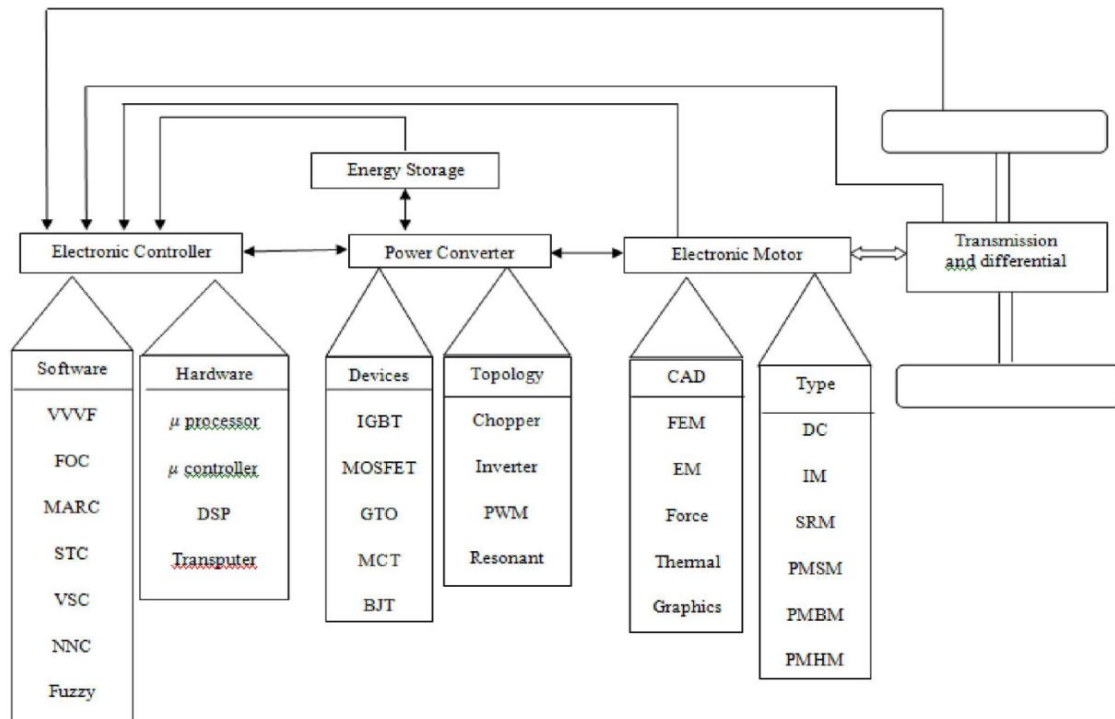 Energy Storage
Electronic Controller
Power Converter
Electronic Motor
Transmission
and differential
Software
VVVF
FOC
MARC
STC
VSC
NNC
Fuzzy
Hardware
μ processor
μ controller
DSP
Transputer
Devices
IGBT
MOSFET
GTO
MCT
BJT
Topology
Chopper
Inverter
PWM
Resonant
CAD
FEM
EM
Force
Thermal
Graphics
Type
DC
IM
SRM
PMSM
PMBM
PMHM